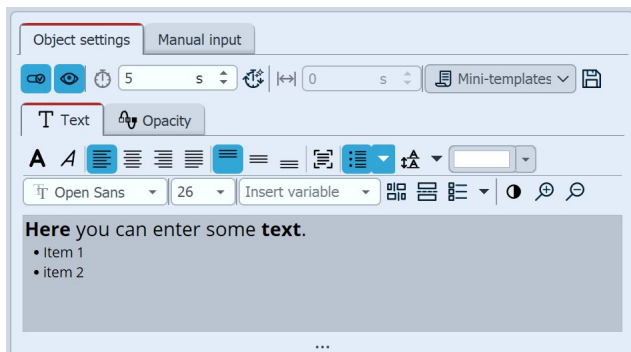 Object settings Manual input
5 s 0 s Mini-templates
T Text Opacity
A A
Open Sans 26 Insert variable
Here you can enter some text.
• Item 1
• item 2
...